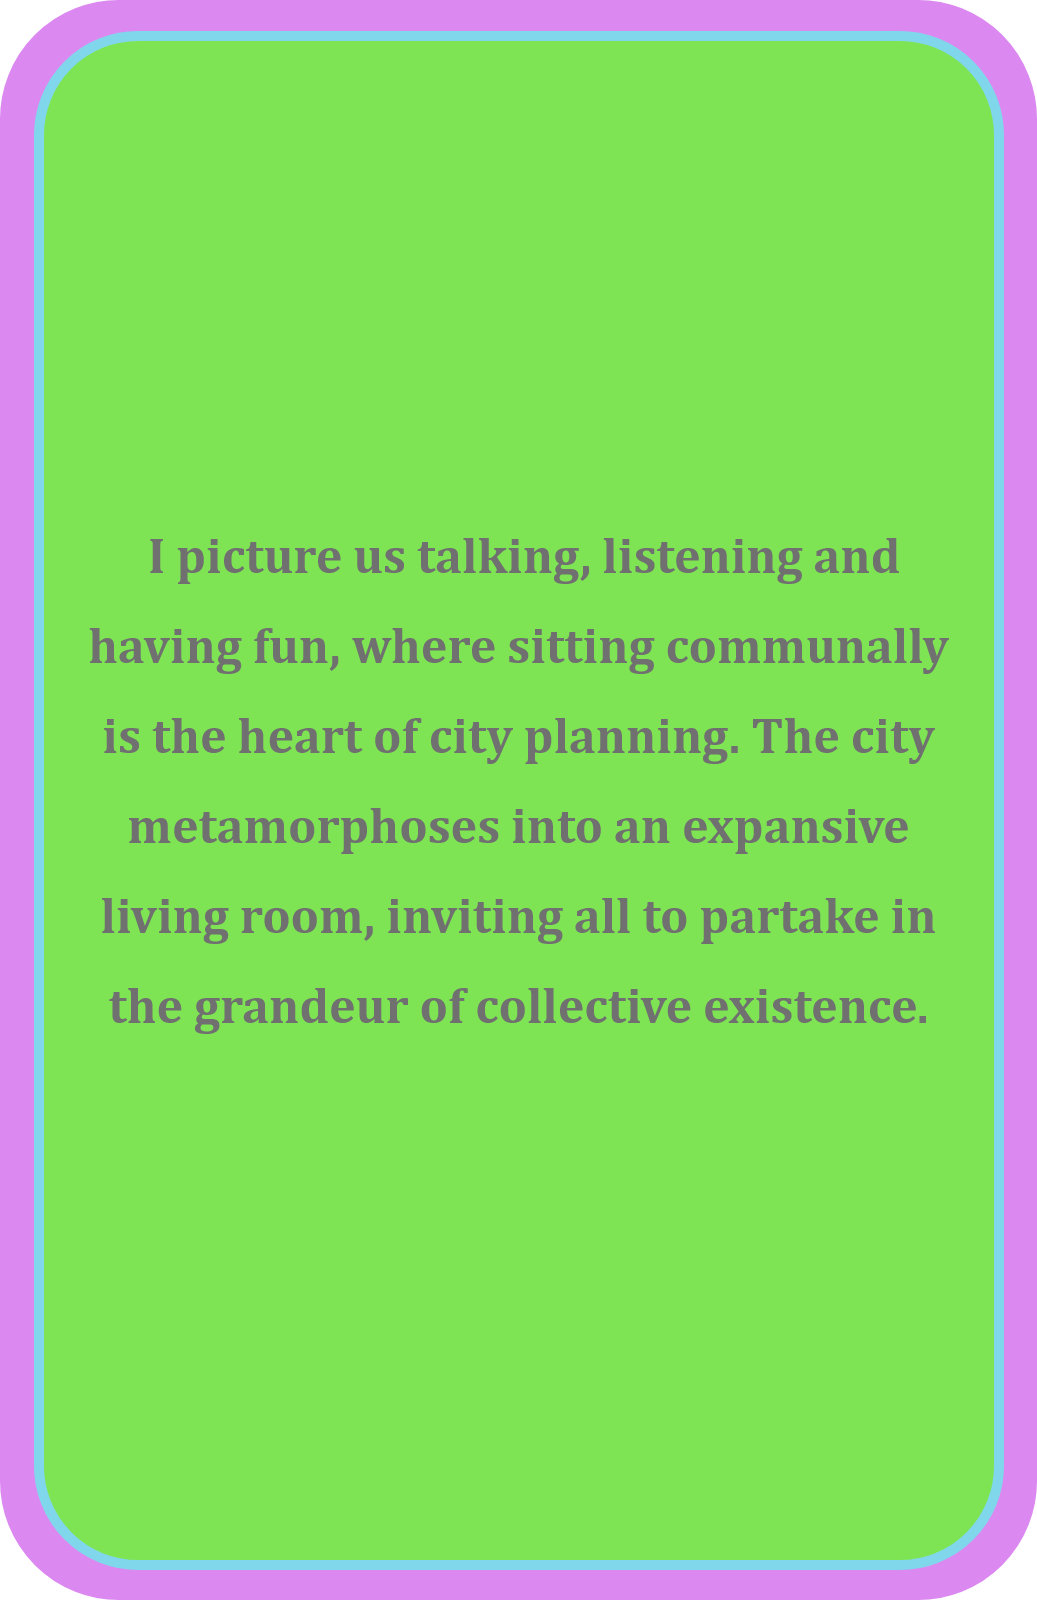 I picture us talking, listening and
having fun, where sitting communally
is the heart of city planning. The city
metamorphoses into an expansive
living room, inviting all to partake in
the grandeur of collective existence.